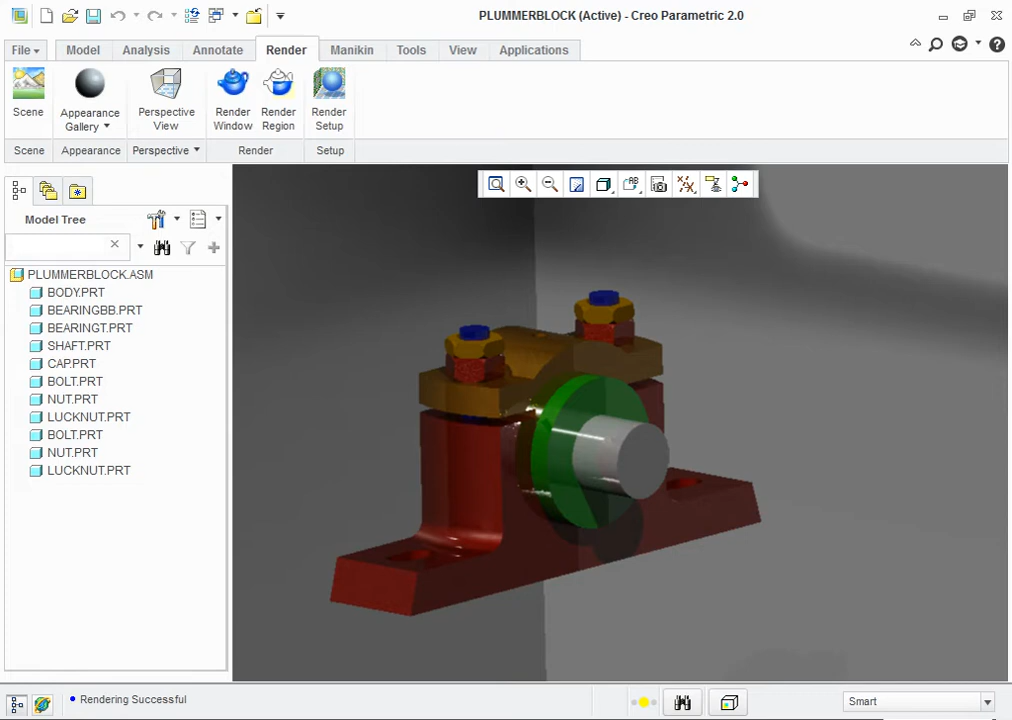 PLUMMERBLOCK (Active) - Creo Parametric 2.0
File Model Analysis Annotate Render Manikin Tools View Applications
Scene
Appearance Gallery
Perspective View
Render Window
Render Region
Render Setup
Scene Appearance Perspective Render Setup
Model Tree
PLUMMERBLOCK.ASM
BODY.PRT
BEARINGBB.PRT
BEARINGT.PRT
SHAFT.PRT
CAP.PRT
BOLT.PRT
NUT.PRT
LUCKNUT.PRT
BOLT.PRT
NUT.PRT
LUCKNUT.PRT
Rendering Successful
Smart